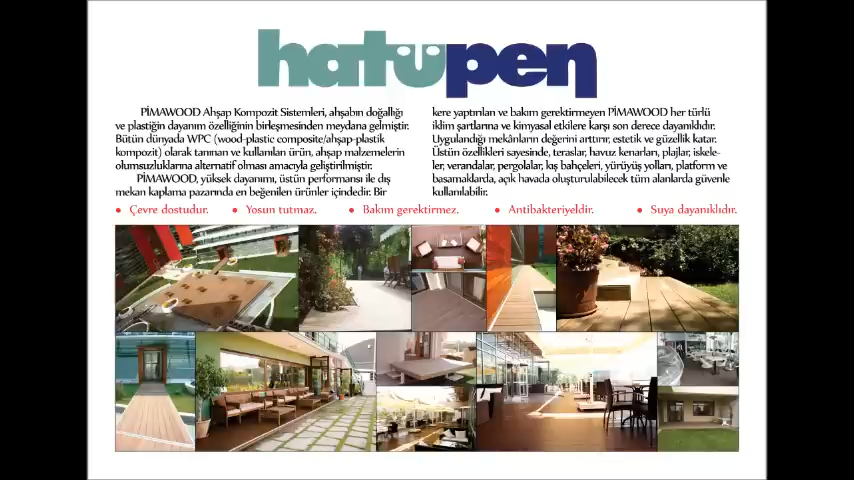 hatüpen
PİMAWOOD Ahşap Kompozit Sistemleri, ahşabın doğallığı
ve plastiğin dayanım özelliğinin birleşmesinden meydana gelmiştir.
Bütün dünyada WPC (wood-plastic composite/ahşap-plastik
kompozit) olarak tanınan ve kullanılan ürün, ahşap malzemelerin
olumsuzluklarına alternatif olması amacıyla geliştirilmiştir.
PİMAWOOD, yüksek dayanımı, üstün performansı ile dış
mekan kaplama pazarında en beğenilen ürünler içindedir. Bir
kere yaptırılan ve bakım gerektirmeyen PİMAWOOD her türlü
iklim şartlarına ve kimyasal etkilere karşı son derece dayanıklıdır.
Uygulandığı mekânların değerini arttırır, estetik ve güzellik katar.
Üstün özellikleri sayesinde, teraslar, havuz kenarları, plajlar, iskele-
ler, verandalar, pergolalar, kış bahçeleri, yürüyüş yolları, platform ve
basamaklarda, açık havada oluşturulabilecek tüm alanlarda güvenle
kullanılabilir.
• Çevre dostudur. • Yosun tutmaz. • Bakım gerektirmez. • Antibakteriyeldir. • Suya dayanıklıdır.